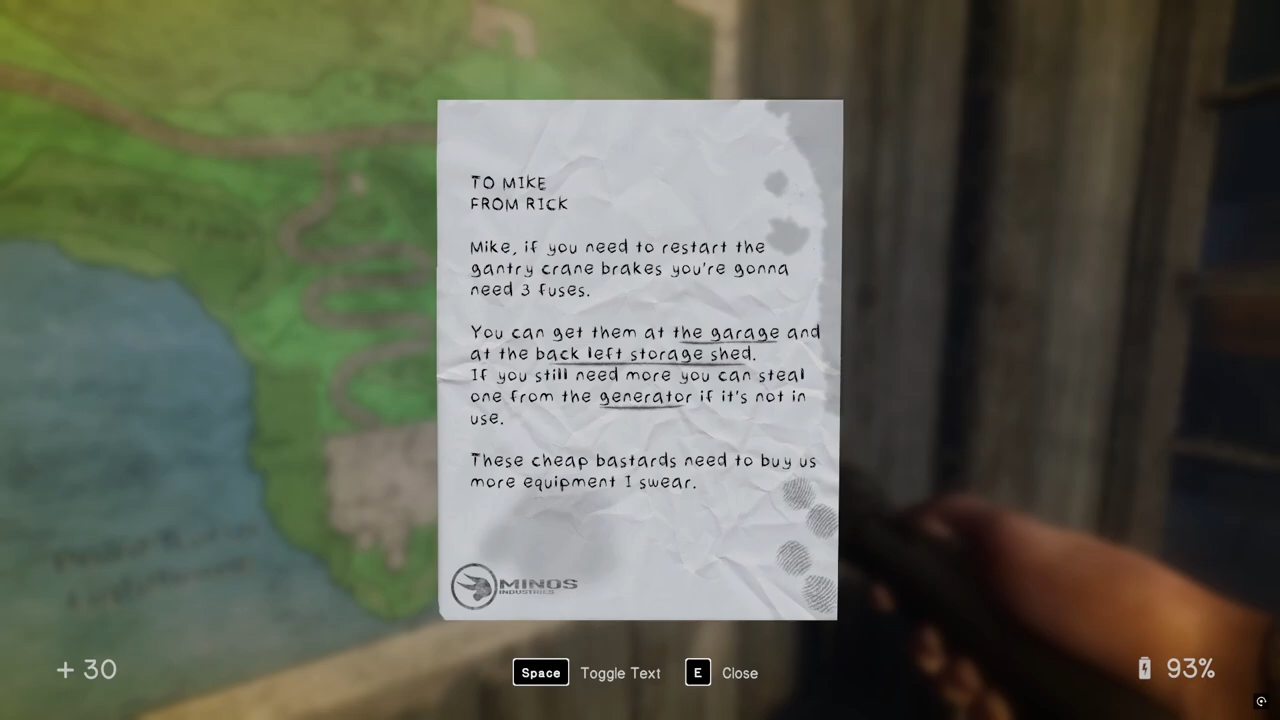 TO MIKE
FROM RICK
Mike, if you need to restart the
gantry crane brakes you're gonna
need 3 fuses.
You can get them at the garage and
at the back left storage shed.
If you still need more you can steal
one from the generator if it's not in
use.
These cheap bastards need to buy us
more equipment I swear.
MINOS
INDUSTRIES
+ 30
Space Toggle Text E Close
93%